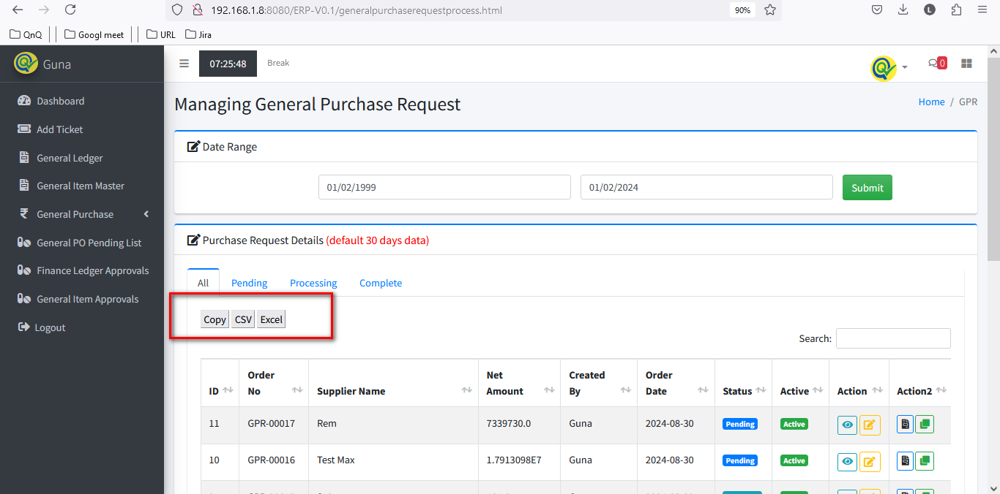 192.168.1.8:8080/ERP-V0.1/generalpurchaserequestprocess.html
90%
L
QnQ
Googl meet
URL
Jira
Guna
07:25:48
Break
0
Dashboard
Add Ticket
General Ledger
General Item Master
General Purchase
General PO Pending List
Finance Ledger Approvals
General Item Approvals
Logout
Managing General Purchase Request
Home / GPR
Date Range
01/02/1999
01/02/2024
Submit
Purchase Request Details (default 30 days data)
All Pending Processing Complete
Copy CSV Excel
Search:
ID Order No Supplier Name Net Amount Created By Order Date Status Active Action Action2
11 GPR-00017 Rem 7339730.0 Guna 2024-08-30 Pending Active
10 GPR-00016 Test Max 1.7913098E7 Guna 2024-08-30 Pending Active